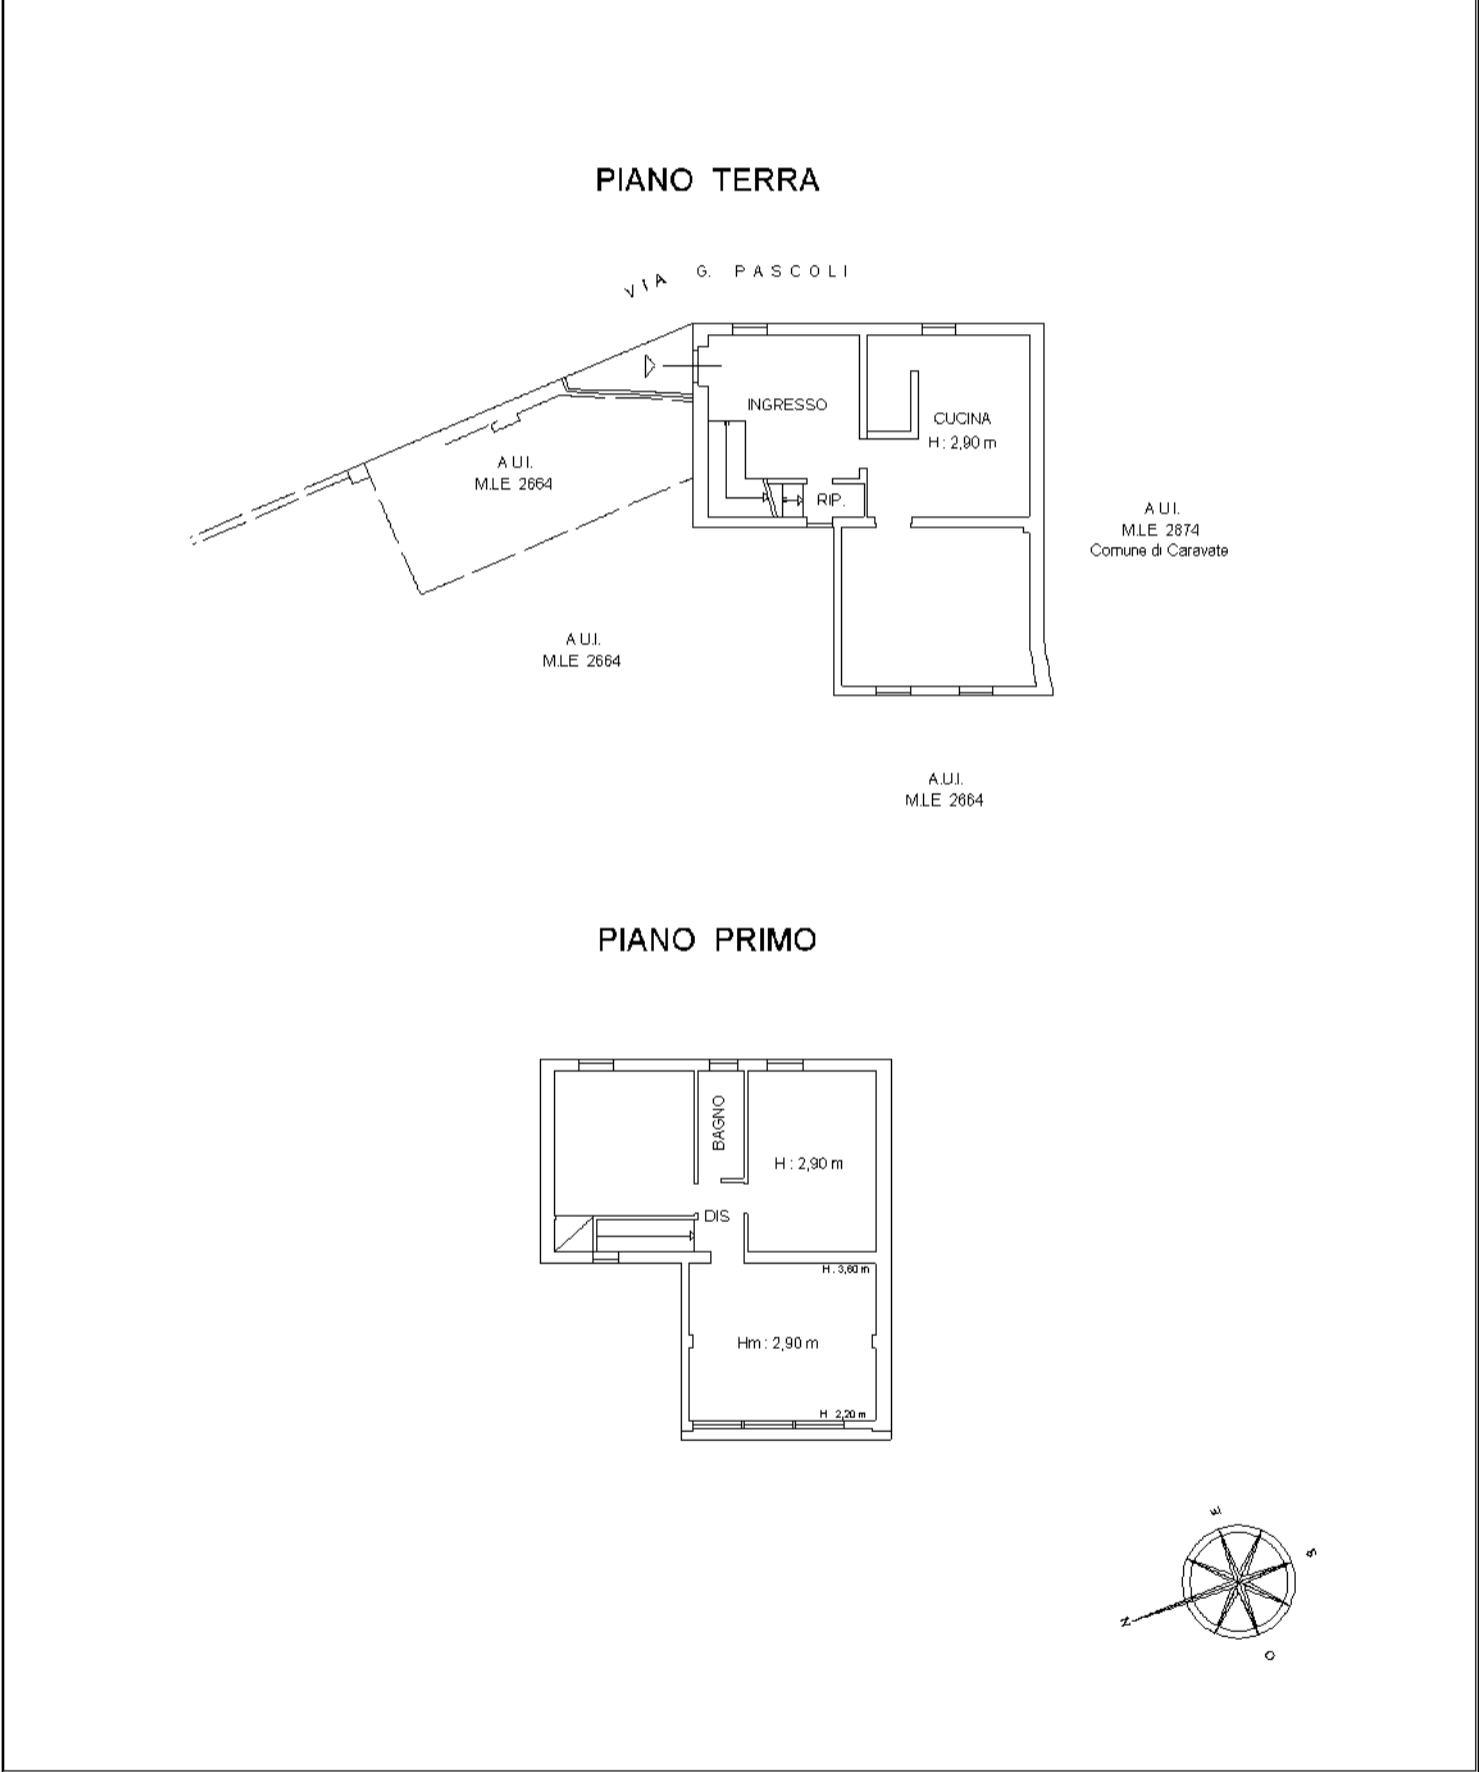 PIANO TERRA
VIA G. PASCOLI
INGRESSO
CUCINA
H : 2,90 m
A U.I.
M.LE 2664
RIP.
A U.I.
M.LE 2874
Comune di Caravate
A U.I.
M.LE 2664
A.U.I.
M.LE 2664
PIANO PRIMO
BAGNO
H : 2,90 m
DIS
H . 3,60 m
Hm : 2,90 m
H 2,20 m
E
S
N
O